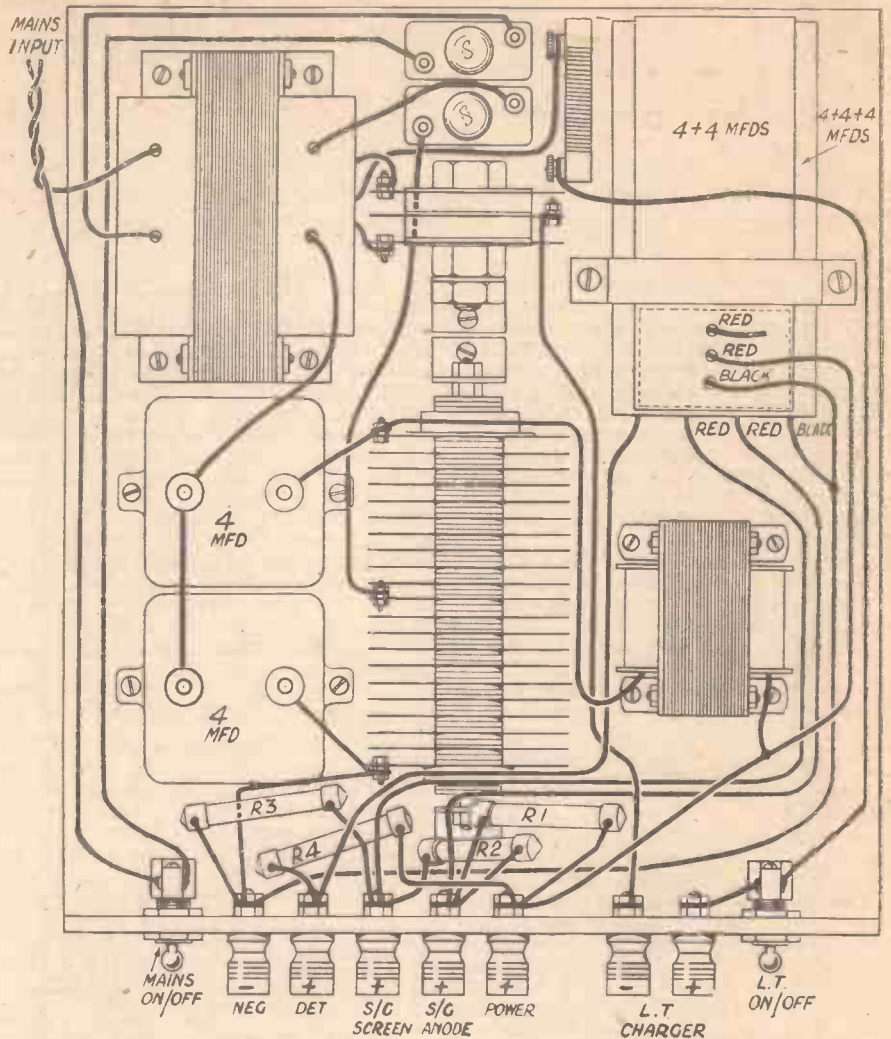 MAINS
INPUT
S
S
4+4 MFDS
4+4+4
MFDS
RED
RED
BLACK
RED RED BLACK
4
MFD
4
MFD
R3
R4
R1
R2
- + + + + - +
MAINS
ON/OFF
NEG
DET
S/G
SCREEN
S/G
ANODE
POWER
L.T
CHARGER
L.T.
ON/OFF